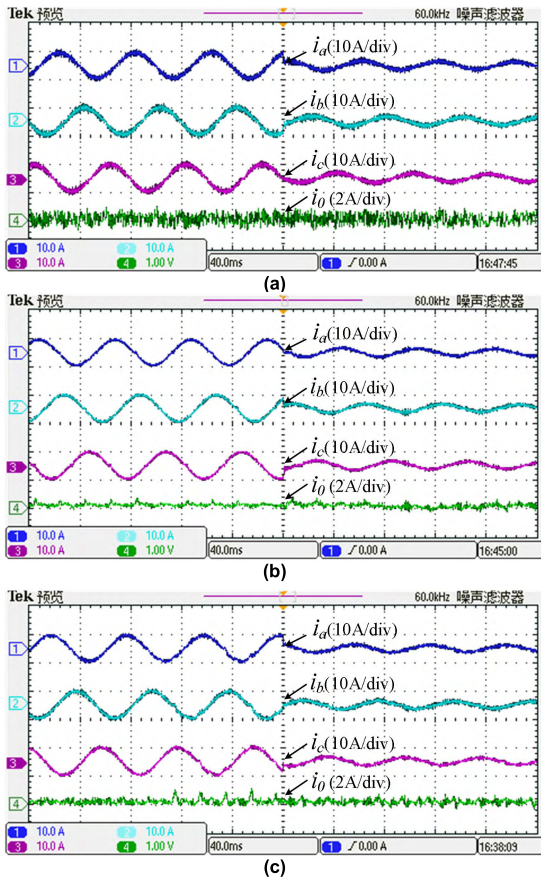 Tek 预览 60.0kHz 噪声滤波器
1 ia(10A/div)
2 ib(10A/div)
3 ic(10A/div)
4 i0 (2A/div)
1 10.0 A 2 10.0 A
3 10.0 A 4 1.00 V 40.0ms 1 0.00 A 16:47:45
(a)
Tek 预览 60.0kHz 噪声滤波器
1 ia(10A/div)
2 ib(10A/div)
3 ic(10A/div)
4 i0 (2A/div)
1 10.0 A 2 10.0 A
3 10.0 A 4 1.00 V 40.0ms 1 0.00 A 16:45:00
(b)
Tek 预览 60.0kHz 噪声滤波器
1 ia(10A/div)
2 ib(10A/div)
3 ic(10A/div)
4 i0 (2A/div)
1 10.0 A 2 10.0 A
3 10.0 A 4 1.00 V 40.0ms 1 0.00 A 16:38:09
(c)